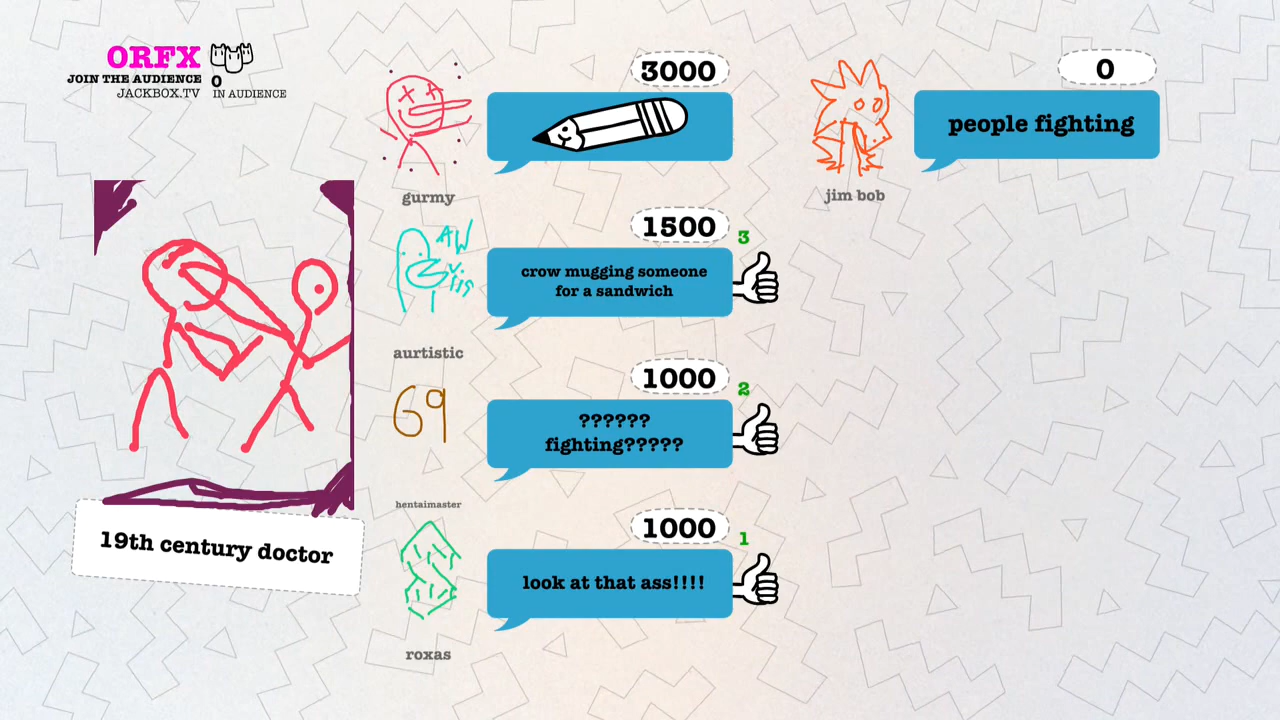 ORFX
JOIN THE AUDIENCE
JACKBOX.TV
0
IN AUDIENCE
19th century doctor
3000
gurmy
1500
3
AW
crow mugging someone
for a sandwich
aurtistic
1000
2
69
??????
fighting?????
hentaimaster
1000
1
look at that ass!!!!
roxas
0
people fighting
jim bob